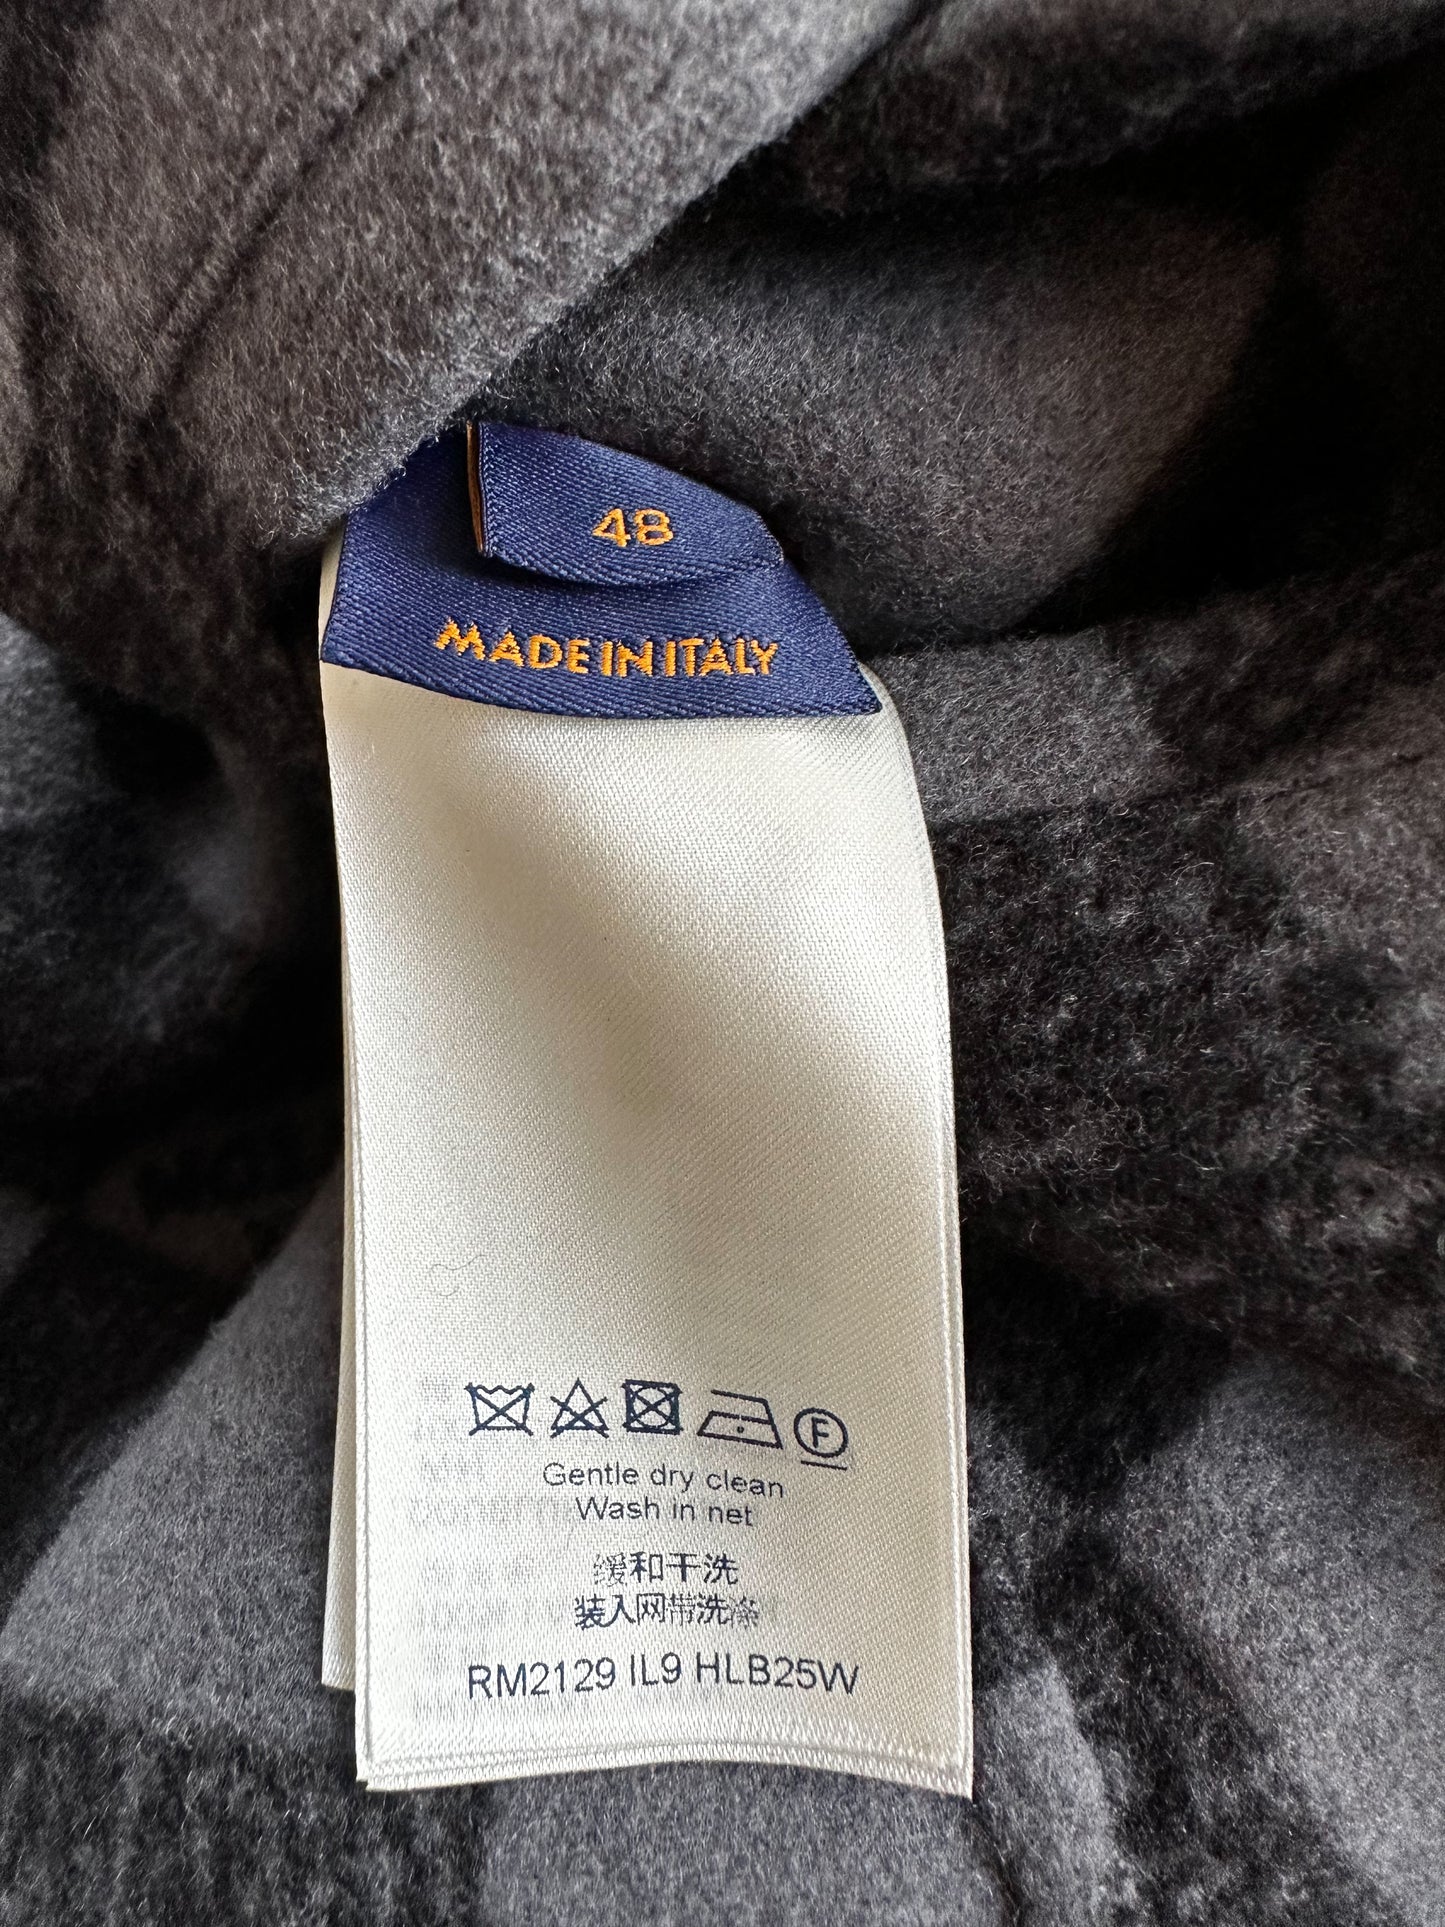 48
MADE IN ITALY
F
Gentle dry clean
Wash in net
缓和干洗
装入网带洗涤
RM2129 IL9 HLB25W